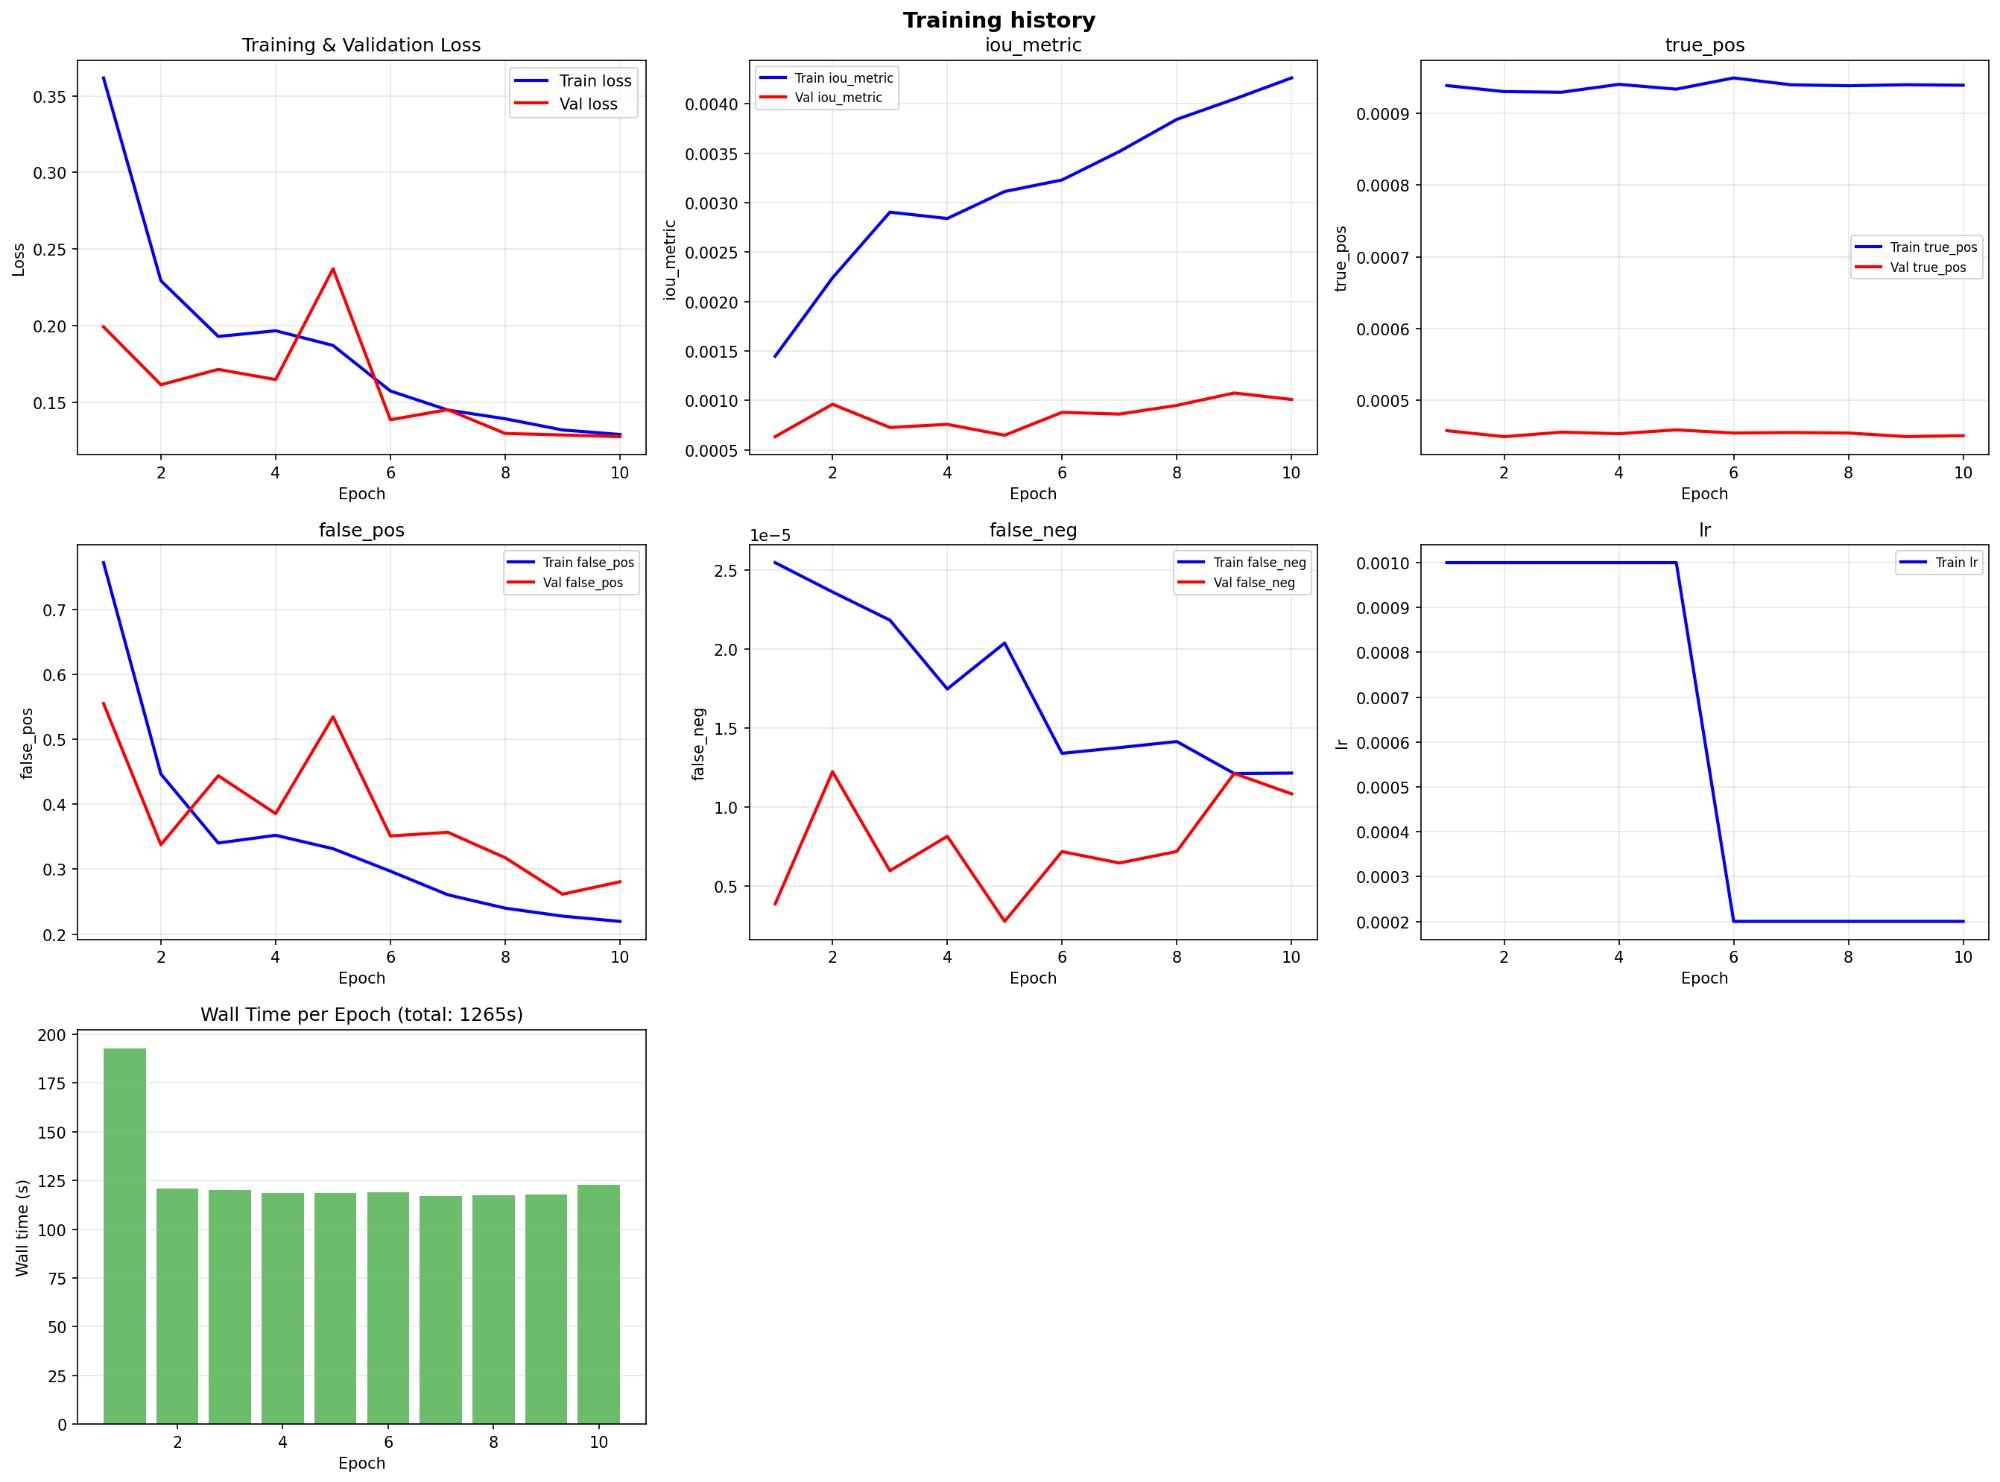 Training history
Training & Validation Loss
0.35
0.30
0.25
0.20
0.15
Loss
Train loss
Val loss
2 4 6 8 10
Epoch
iou_metric
0.0040
0.0035
0.0030
0.0025
0.0020
0.0015
0.0010
0.0005
iou_metric
Train iou_metric
Val iou_metric
2 4 6 8 10
Epoch
true_pos
0.0009
0.0008
0.0007
0.0006
0.0005
true_pos
Train true_pos
Val true_pos
2 4 6 8 10
Epoch
false_pos
0.7
0.6
0.5
0.4
0.3
0.2
false_pos
Train false_pos
Val false_pos
2 4 6 8 10
Epoch
false_neg
1e−5
2.5
2.0
1.5
1.0
0.5
false_neg
Train false_neg
Val false_neg
2 4 6 8 10
Epoch
lr
0.0010
0.0009
0.0008
0.0007
0.0006
0.0005
0.0004
0.0003
0.0002
lr
Train lr
2 4 6 8 10
Epoch
Wall Time per Epoch (total: 1265s)
200
175
150
125
100
75
50
25
0
Wall time (s)
2 4 6 8 10
Epoch